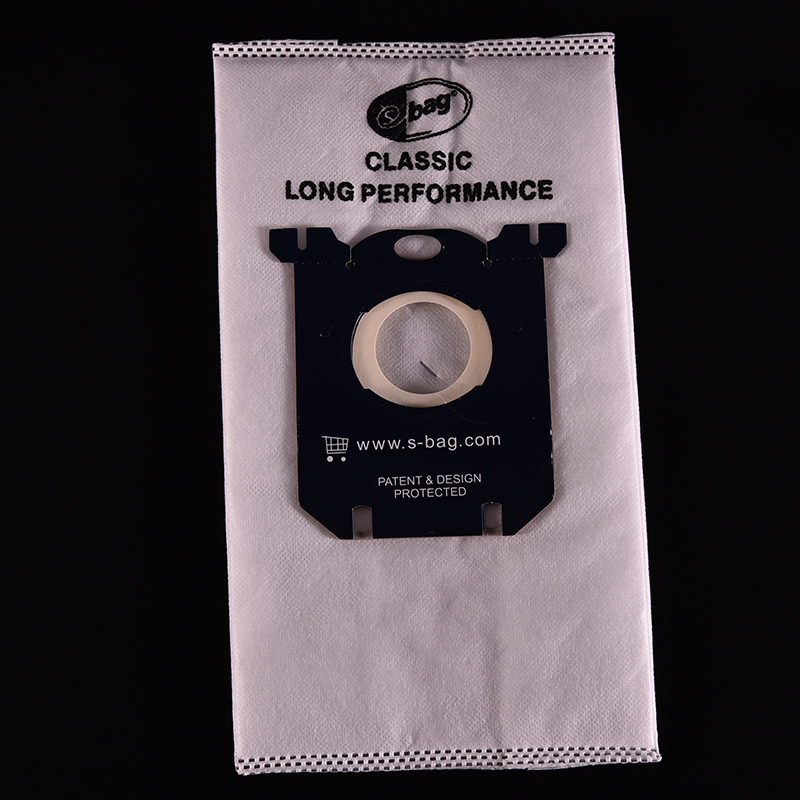 s-bag®
CLASSIC
LONG PERFORMANCE
www.s-bag.com
PATENT & DESIGN
PROTECTED